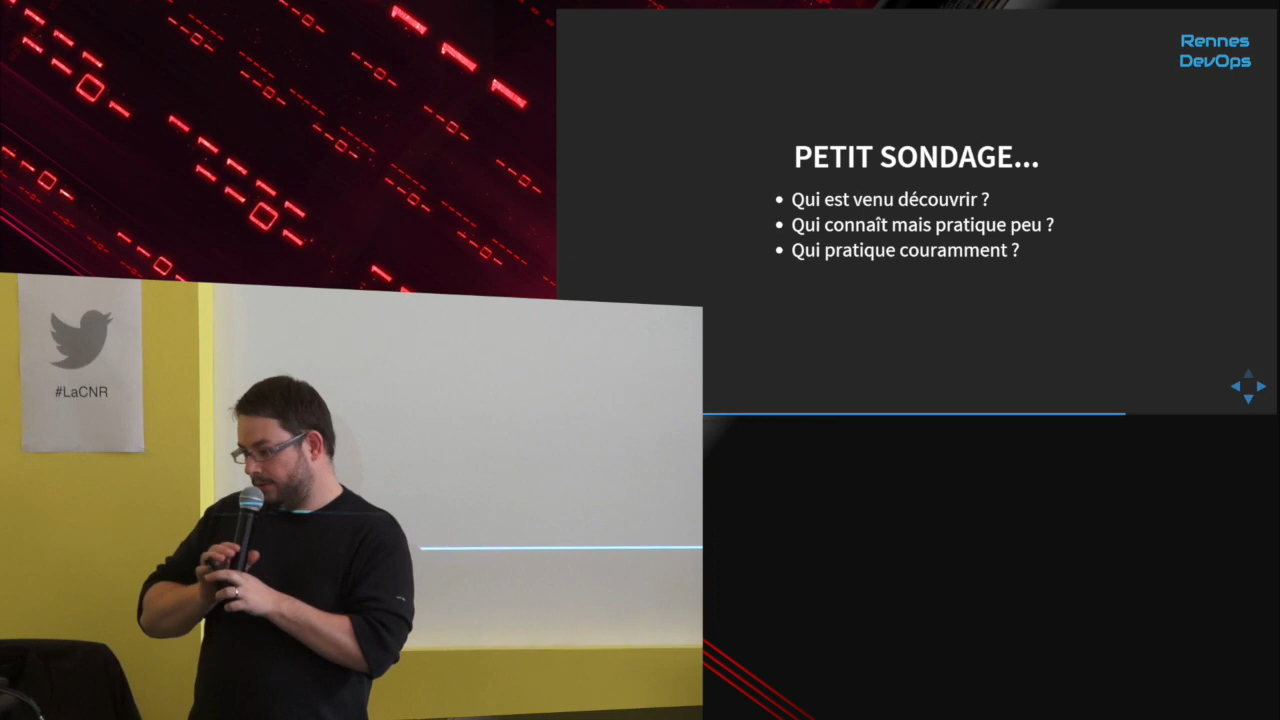 Rennes
DevOps
PETIT SONDAGE...
Qui est venu découvrir ?
Qui connaît mais pratique peu ?
Qui pratique couramment ?
#LaCNR